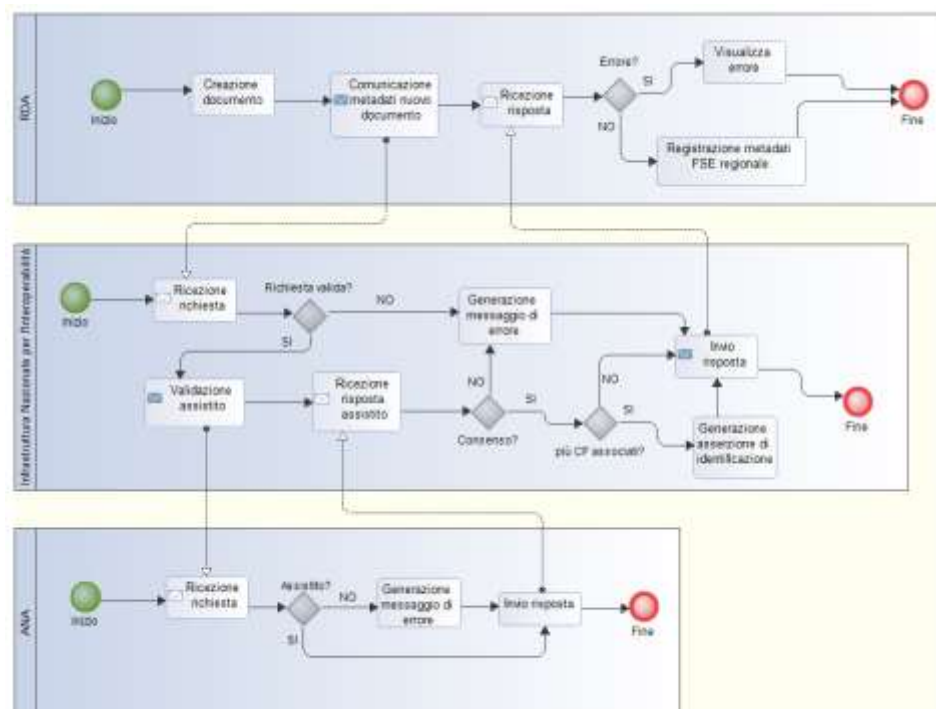 RDA
Inizio
Creazione
documento
Comunicazione
metadati nuovo
documento
Ricezione
risposta
Errore?
SI
NO
Visualizza
errore
Registrazione metadati
FSE regionale
Fine
Infrastruttura Nazionale per l'Interoperabilità
Inizio
Ricezione
richiesta
Richiesta valida?
NO
SI
Generazione
messaggio di
errore
Invio
risposta
Validazione
assistito
Ricezione
risposta
assistito
NO
Consenso?
SI
NO
SI
più CF associati?
Generazione
asserzione di
identificazione
Fine
ANA
Inizio
Ricezione
richiesta
Assistito?
NO
SI
Generazione
messaggio di
errore
Invio risposta
Fine